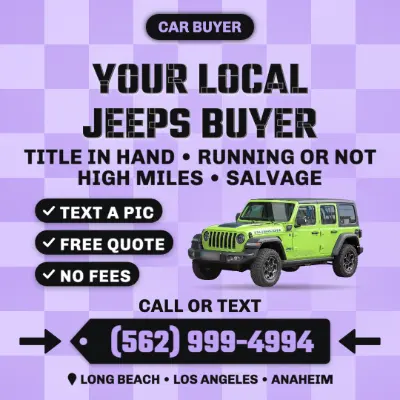 CAR BUYER
YOUR LOCAL
JEEPS BUYER
TITLE IN HAND • RUNNING OR NOT
HIGH MILES • SALVAGE
TEXT A PIC
FREE QUOTE
NO FEES
CALL OR TEXT
(562) 999-4994
LONG BEACH • LOS ANGELES • ANAHEIM